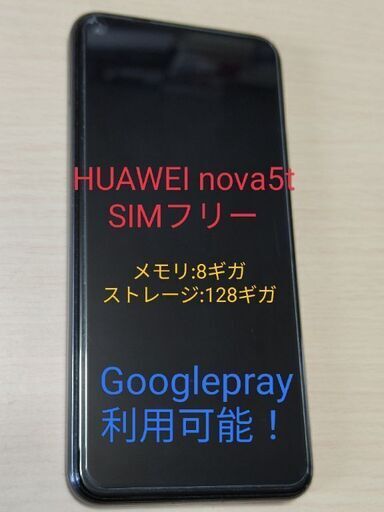 HUAWEI nova5t
SIMフリー
メモリ:8ギガ
ストレージ:128ギガ
Googlepray
利用可能！